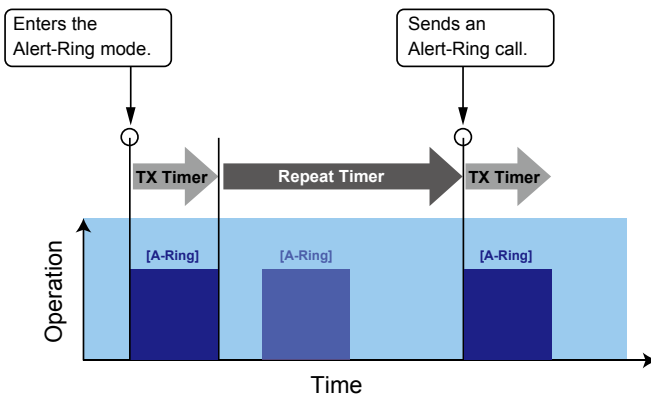 Enters the
Alert-Ring mode.
Sends an
Alert-Ring call.
TX Timer
Repeat Timer
TX Timer
[A-Ring]
[A-Ring]
[A-Ring]
Operation
Time